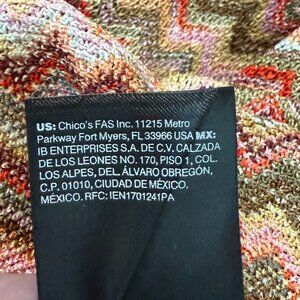 US: Chico's FAS Inc. 11215 Metro
Parkway Fort Myers, FL 33966 USA MX:
IB ENTERPRISES S.A. DE C.V. CALZADA
DE LOS LEONES NO. 170, PISO 1, COL.
LOS ALPES, DEL. ÁLVARO OBREGÓN,
C.P. 01010, CIUDAD DE MÉXICO.
MÉXICO. RFC: IEN1701241PA